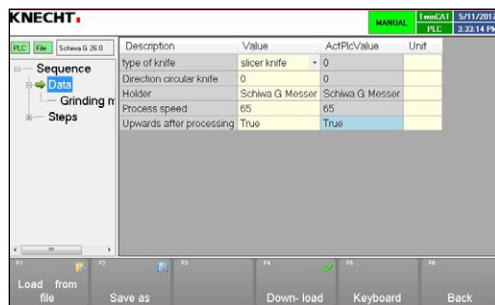 KNECHT.
MANUAL
TwinCAT
PLC
5/11/2017
3:33:14 PM
PLC File Schiwa G 26.0
Sequence
Data
Grinding m
Steps
Description Value ActPlcValue Unit
type of knife slicer knife 0
Direction circular knife 0 0
Holder Schiwa G Messer Schiwa G Messer
Process speed 65 65
Upwards after processing True True
F1 F2 F3 F4 F5 F6
Load from
file Save as Down- load Keyboard Back